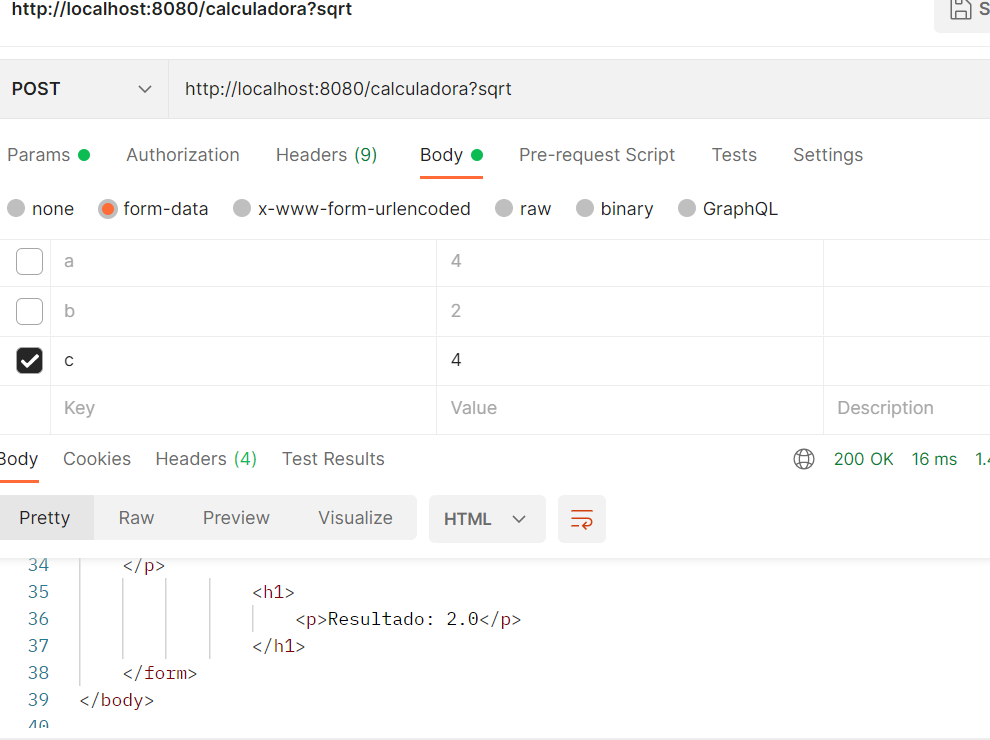 http://localhost:8080/calculadora?sqrt
S
POST http://localhost:8080/calculadora?sqrt
Params Authorization Headers (9) Body Pre-request Script Tests Settings
none form-data x-www-form-urlencoded raw binary GraphQL
a 4
b 2
c 4
Key Value Description
Body Cookies Headers (4) Test Results 200 OK 16 ms 1.4
Pretty Raw Preview Visualize HTML
34 </p>
35 <h1>
36 <p>Resultado: 2.0</p>
37 </h1>
38 </form>
39 </body>
40